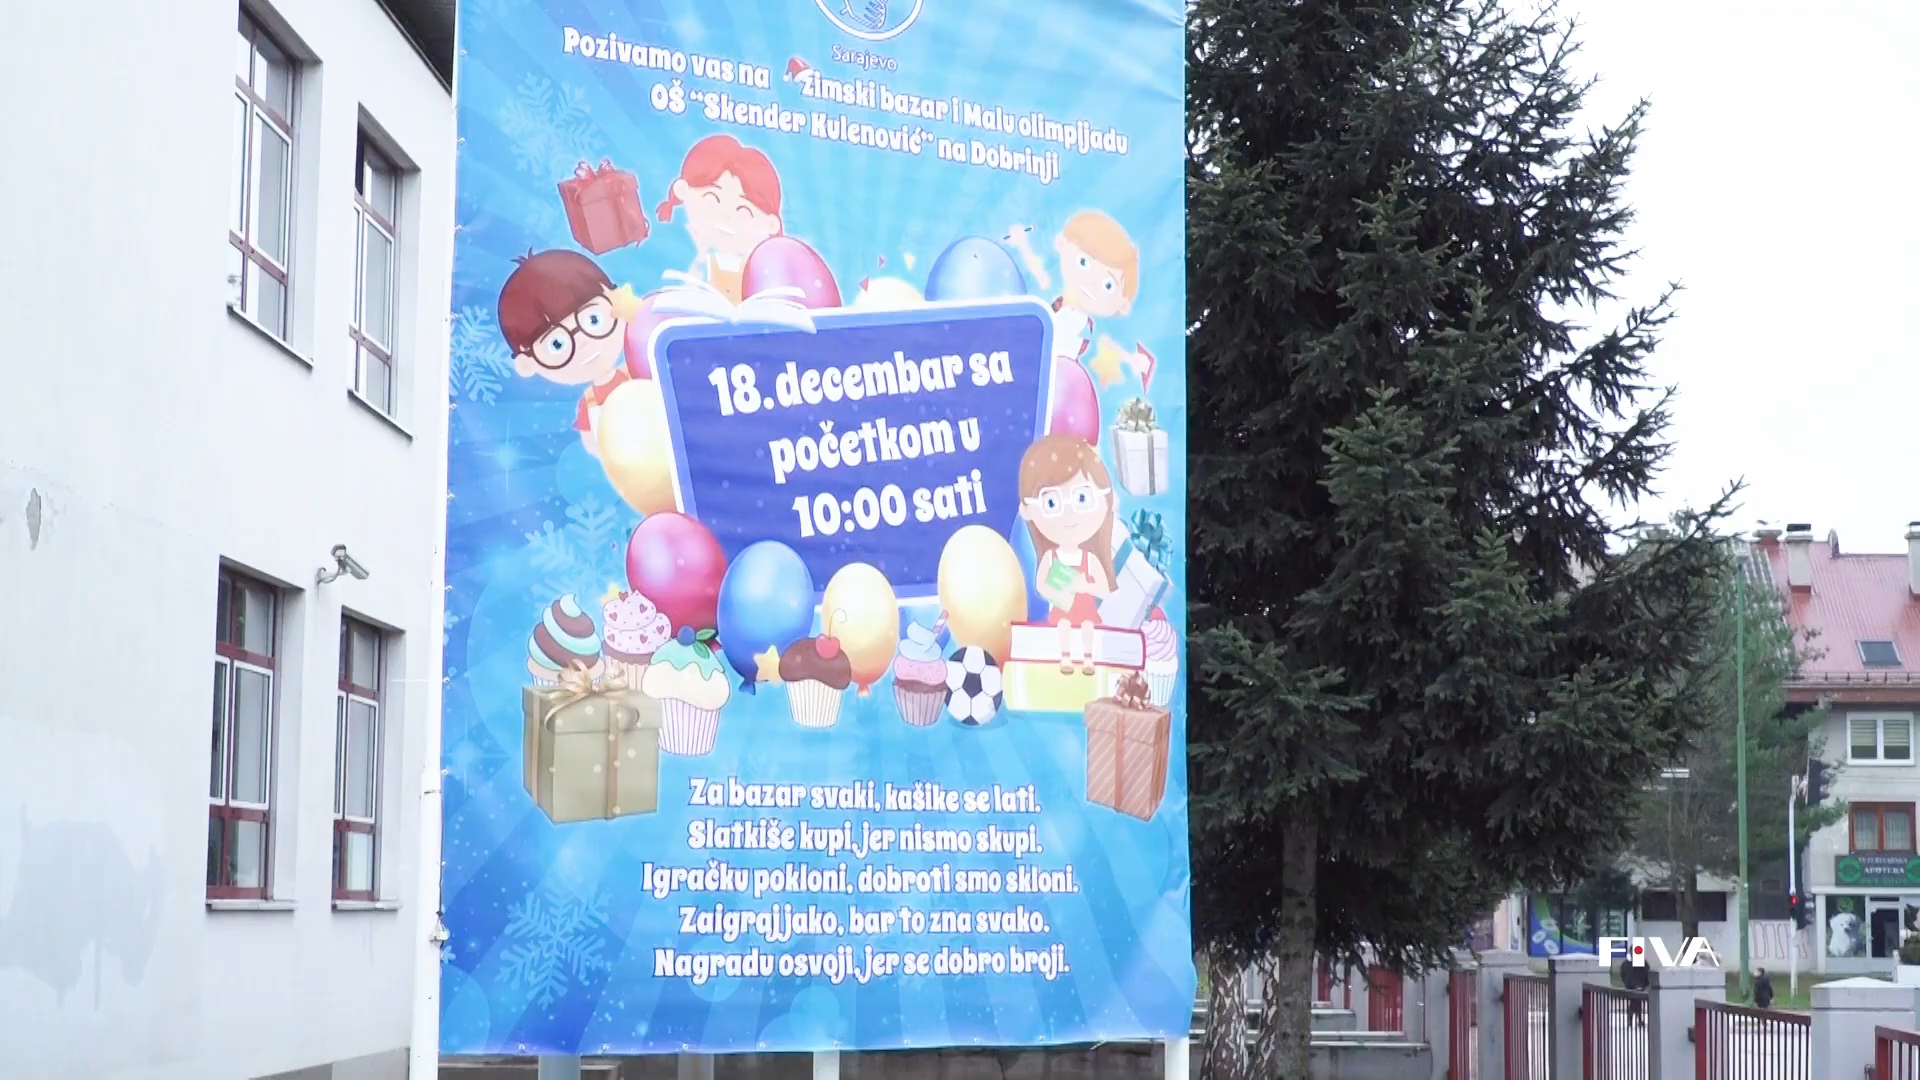 Sarajevo
Pozivamo vas na zimski bazar i Malu olimpijadu
OŠ “Skender Kulenović” na Dobrinji
18. decembar sa
početkom u
10:00 sati
Za bazar svaki, kašike se lati.
Slatkiše kupi, jer nismo skupi.
Igračku pokloni, dobroti smo skloni.
Zaigraj jako, bar to zna svako.
Nagradu osvoji, jer se dobro broji.
APOTEKA
FIVA